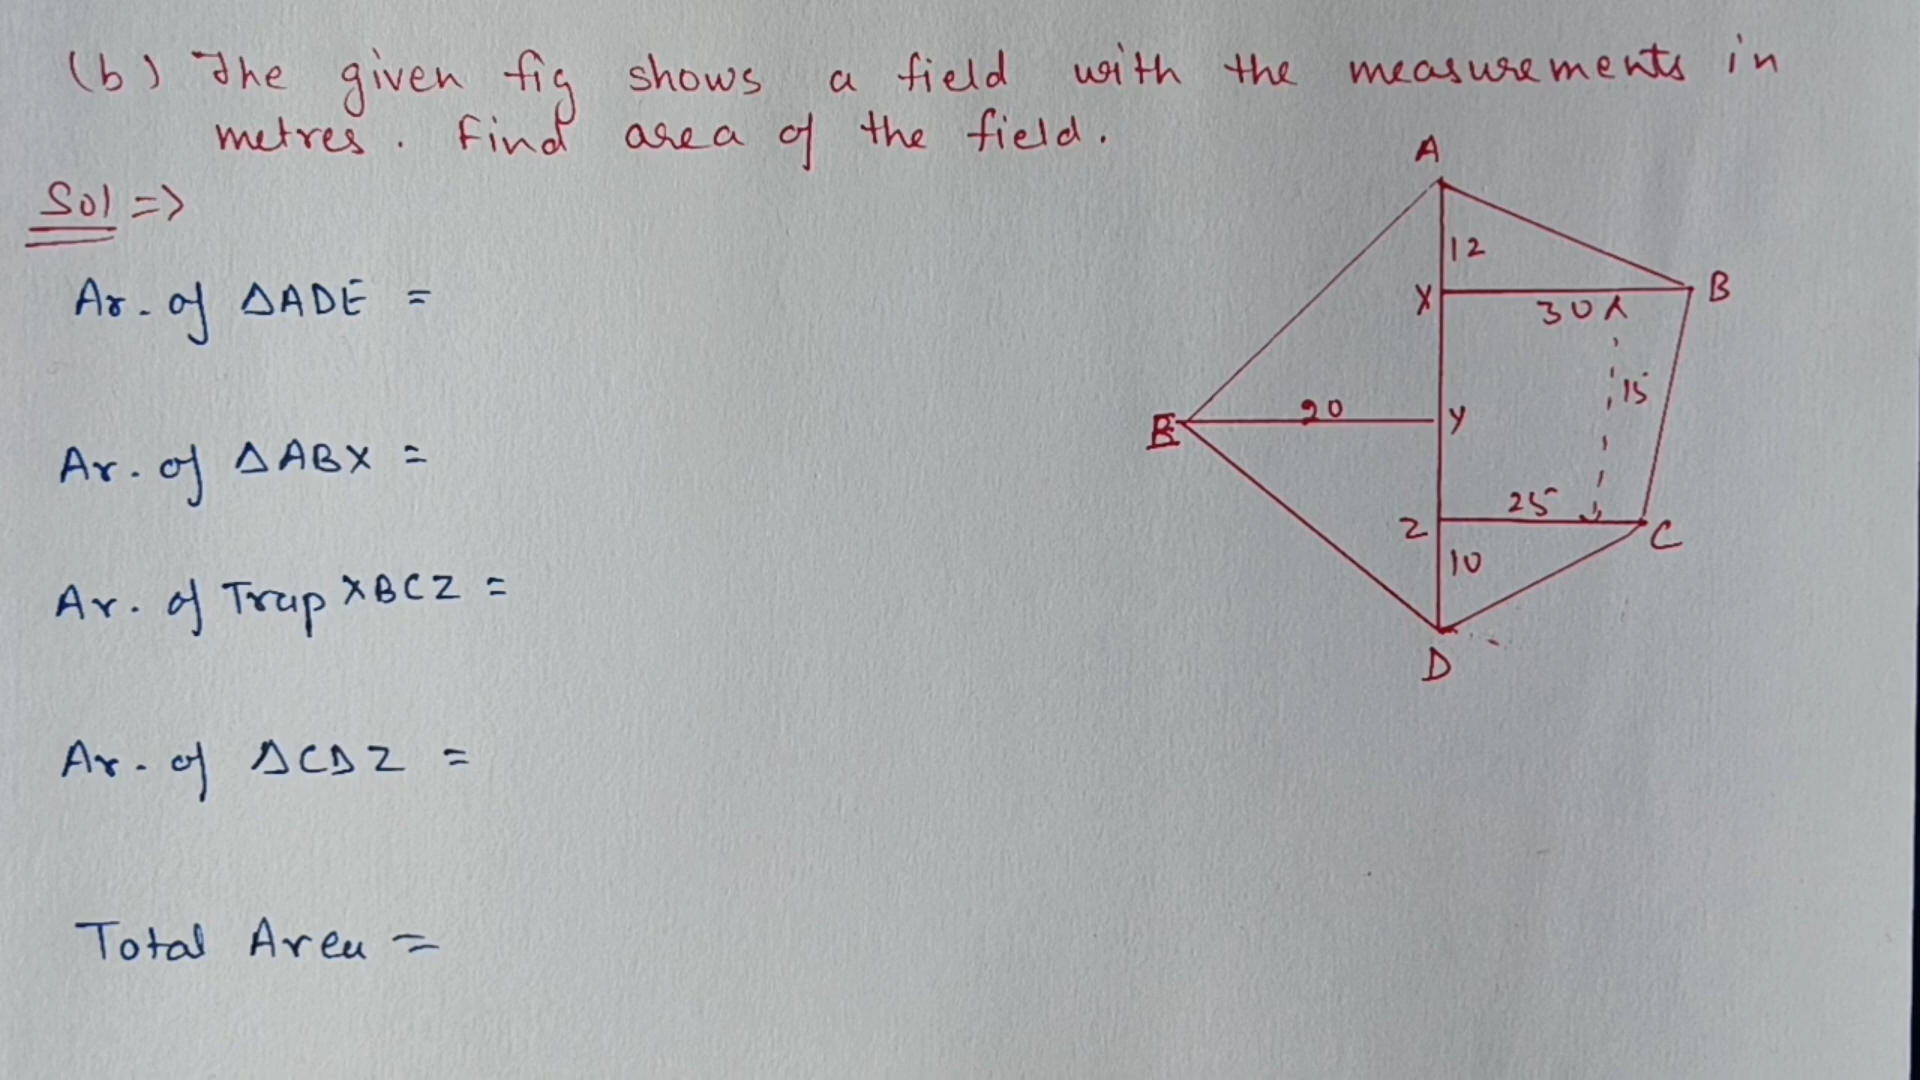 (b) The given fig shows a field with the measurements in
metres. Find area of the field.
Sol =>
Ar. of ΔADE =
Ar. of ΔABX =
Ar. of Trap XBCZ =
Ar. of ΔCDZ =
Total Area =
A
12
X
30
B
15
E
20
Y
25
Z
C
10
D